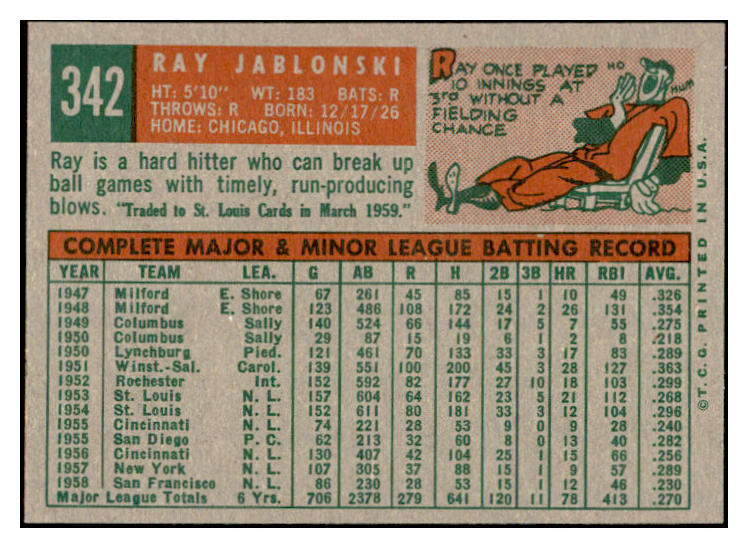 342
RAY JABLONSKI
HT: 5'10" WT: 183 BATS: R
THROWS: R BORN: 12/17/26
HOME: CHICAGO, ILLINOIS
Ray is a hard hitter who can break up
ball games with timely, run-producing
blows. "Traded to St. Louis Cards in March 1959."
RAY ONCE PLAYED
10 INNINGS AT
3rd WITHOUT A
FIELDING
CHANCE
HO
HUM
COMPLETE MAJOR & MINOR LEAGUE BATTING RECORD
YEAR TEAM LEA. G AB R H 2B 3B HR RBI AVG.
1947 Milford E. Shore 67 261 45 85 15 1 10 49 .326
1948 Milford E. Shore 123 486 108 172 24 2 26 131 .354
1949 Columbus Sally 140 524 66 144 17 5 7 55 .275
1950 Columbus Sally 29 87 15 19 6 1 2 8 .218
1950 Lynchburg Pied. 121 461 70 133 33 3 17 83 .289
1951 Winst.-Sal. Carol. 139 551 100 200 45 3 28 127 .363
1952 Rochester Int. 152 592 82 177 27 10 18 103 .299
1953 St. Louis N. L. 157 604 64 162 23 5 21 112 .268
1954 St. Louis N. L. 152 611 80 181 33 3 12 104 .296
1955 Cincinnati N. L. 74 221 28 53 9 0 9 28 .240
1955 San Diego P. C. 62 213 32 60 8 0 13 40 .282
1956 Cincinnati N. L. 130 407 42 104 25 1 15 66 .256
1957 New York N. L. 107 305 37 88 15 1 9 57 .289
1958 San Francisco N. L. 86 230 28 53 15 1 12 46 .230
Major League Totals 6 Yrs. 706 2378 279 641 120 11 78 413 .270
© T. C. G. PRINTED IN U.S.A.